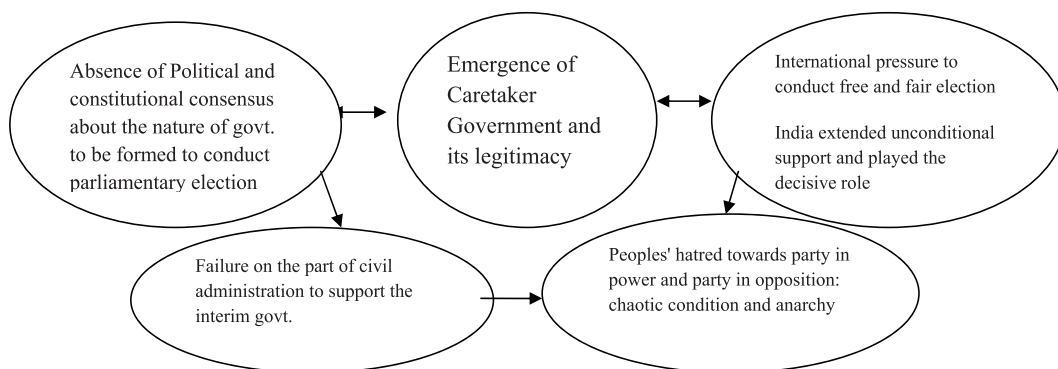 Absence of Political and
constitutional consensus
about the nature of govt.
to be formed to conduct
parliamentary election
Emergence of
Caretaker
Government and
its legitimacy
International pressure to
conduct free and fair election
India extended unconditional
support and played the
decisive role
Failure on the part of civil
administration to support the
interim govt.
Peoples' hatred towards party in
power and party in opposition:
chaotic condition and anarchy